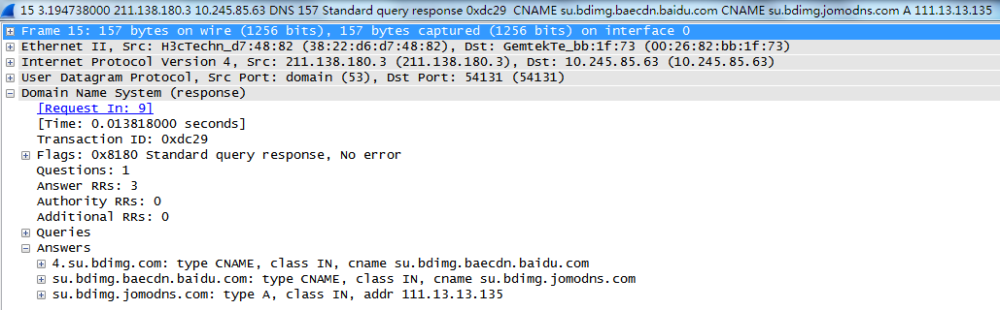 15 3.194738000 211.138.180.3 10.245.85.63 DNS 157 Standard query response 0xdc29  CNAME su.bdimg.baecdn.baidu.com CNAME su.bdimg.jomodns.com A 111.13.13.135
Frame 15: 157 bytes on wire (1256 bits), 157 bytes captured (1256 bits) on interface 0
Ethernet II, Src: H3cTechn_d7:48:82 (38:22:d6:d7:48:82), Dst: GemtekTe_bb:1f:73 (00:26:82:bb:1f:73)
Internet Protocol Version 4, Src: 211.138.180.3 (211.138.180.3), Dst: 10.245.85.63 (10.245.85.63)
User Datagram Protocol, Src Port: domain (53), Dst Port: 54131 (54131)
Domain Name System (response)
[Request In: 9]
[Time: 0.013818000 seconds]
Transaction ID: 0xdc29
Flags: 0x8180 Standard query response, No error
Questions: 1
Answer RRs: 3
Authority RRs: 0
Additional RRs: 0
Queries
Answers
4.su.bdimg.com: type CNAME, class IN, cname su.bdimg.baecdn.baidu.com
su.bdimg.baecdn.baidu.com: type CNAME, class IN, cname su.bdimg.jomodns.com
su.bdimg.jomodns.com: type A, class IN, addr 111.13.13.135